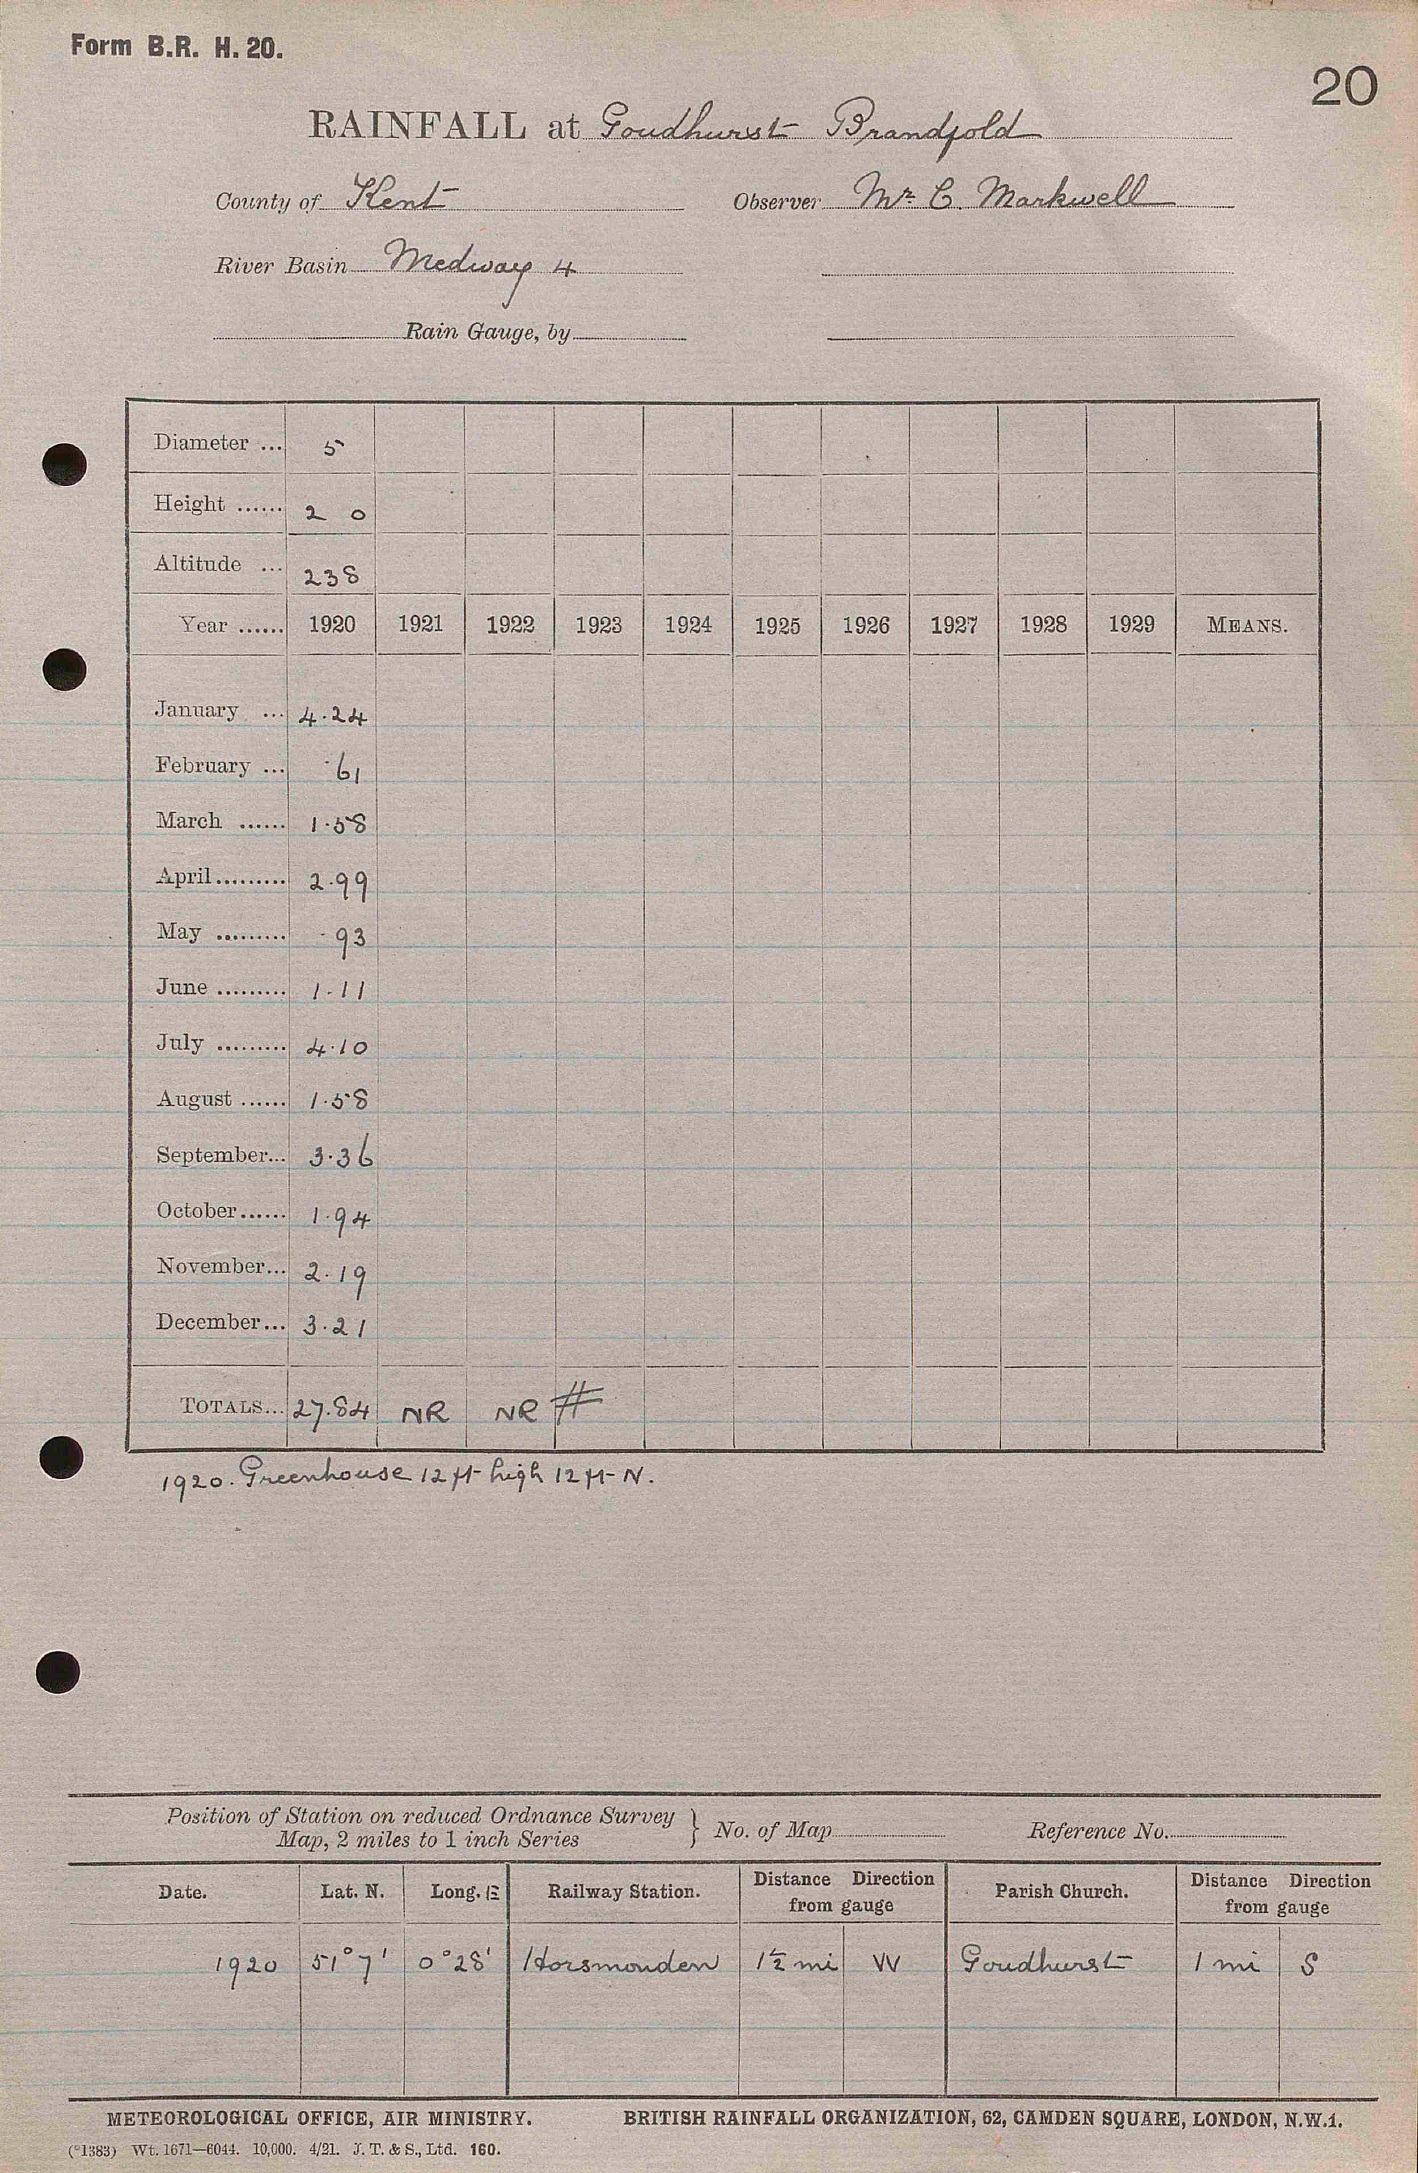 Form B.R. H. 20.
20
RAINFALL at Goudhurst Brandfold
County of Kent Observer Mr. C. Markwell
River Basin Medway 4
Rain Gauge, by
Diameter ... 5
Height ...... 2 0
Altitude ... 238
Year ...... 1920 1921 1922 1923 1924 1925 1926 1927 1928 1929 MEANS.
January ... 4.24
February ... .61
March ...... 1.58
April......... 2.99
May ......... .93
June ......... 1.11
July ......... 4.10
August ...... 1.58
September... 3.36
October...... 1.94
November... 2.19
December... 3.21
TOTALS... 27.84 NR NR #
1920. Greenhouse 12 ft high 12 ft N.
Position of Station on reduced Ordnance Survey
Map, 2 miles to 1 inch Series } No. of Map Reference No.
Date. Lat. N. Long. E Railway Station. Distance from gauge Direction Parish Church. Distance from gauge Direction
1920 51° 7' 0° 28' Horsmonden 1½ mi W Goudhurst 1 mi S
METEOROLOGICAL OFFICE, AIR MINISTRY. BRITISH RAINFALL ORGANIZATION, 62, CAMDEN SQUARE, LONDON, N.W.1.
(*1383) Wt. 1671—6044. 10,000. 4/21. J. T. & S., Ltd. 160.